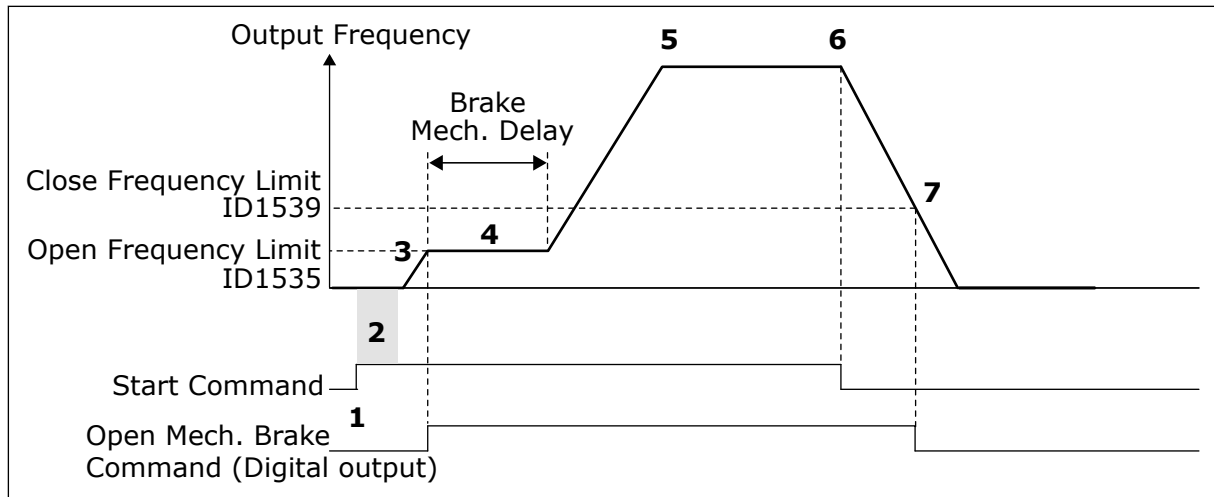 Output Frequency
5
6
Brake
Mech. Delay
Close Frequency Limit
ID1539
7
Open Frequency Limit
ID1535
3
4
2
Start Command
1
Open Mech. Brake
Command (Digital output)